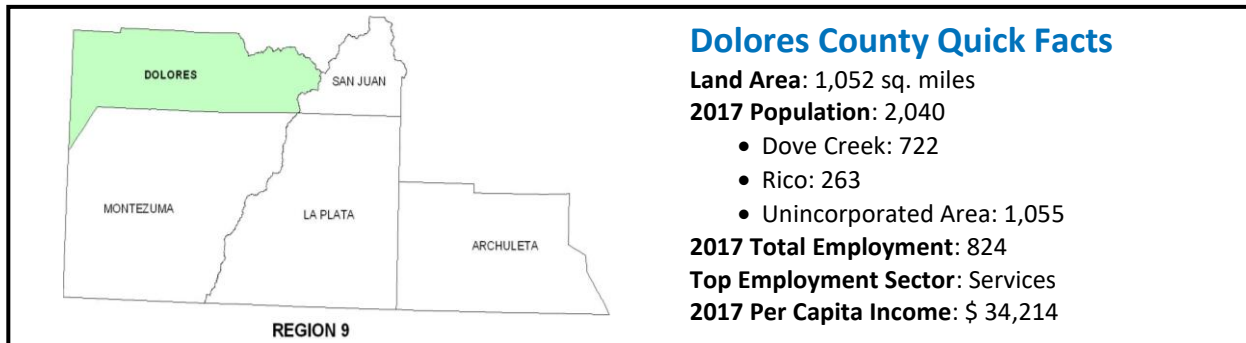 DOLORES
SAN JUAN
MONTEZUMA
LA PLATA
ARCHULETA
REGION 9
Dolores County Quick Facts
Land Area: 1,052 sq. miles
2017 Population: 2,040
• Dove Creek: 722
• Rico: 263
• Unincorporated Area: 1,055
2017 Total Employment: 824
Top Employment Sector: Services
2017 Per Capita Income: $ 34,214